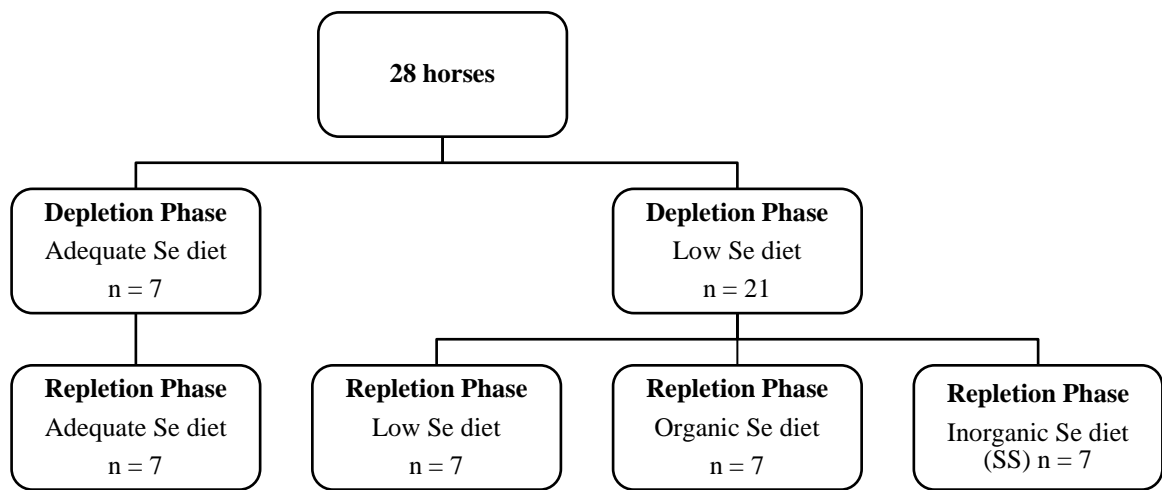 28 horses
Depletion Phase
Adequate Se diet
n = 7
Depletion Phase
Low Se diet
n = 21
Repletion Phase
Adequate Se diet
n = 7
Repletion Phase
Low Se diet
n = 7
Repletion Phase
Organic Se diet
n = 7
Repletion Phase
Inorganic Se diet
(SS) n = 7